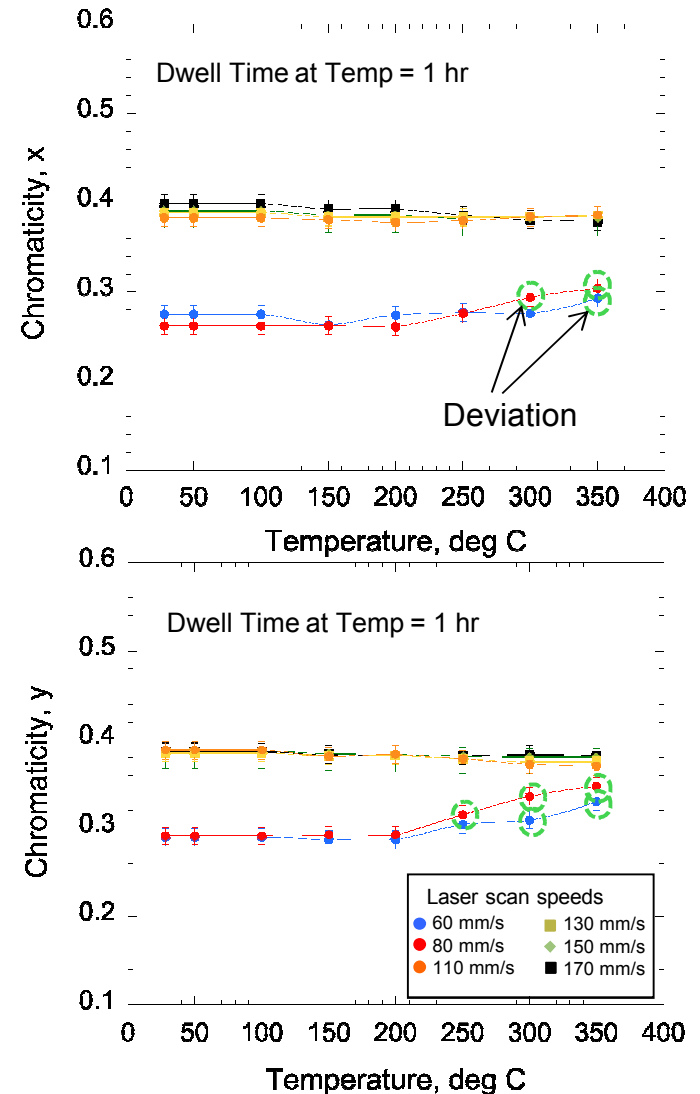 0.6
Dwell Time at Temp = 1 hr
0.5
Chromaticity, x
0.4
0.3
0.2
Deviation
0.1
0 50 100 150 200 250 300 350 400
Temperature, deg C
0.6
Dwell Time at Temp = 1 hr
0.5
Chromaticity, y
0.4
0.3
Laser scan speeds
60 mm/s 130 mm/s
80 mm/s 150 mm/s
110 mm/s 170 mm/s
0.2
0.1
0 50 100 150 200 250 300 350 400
Temperature, deg C